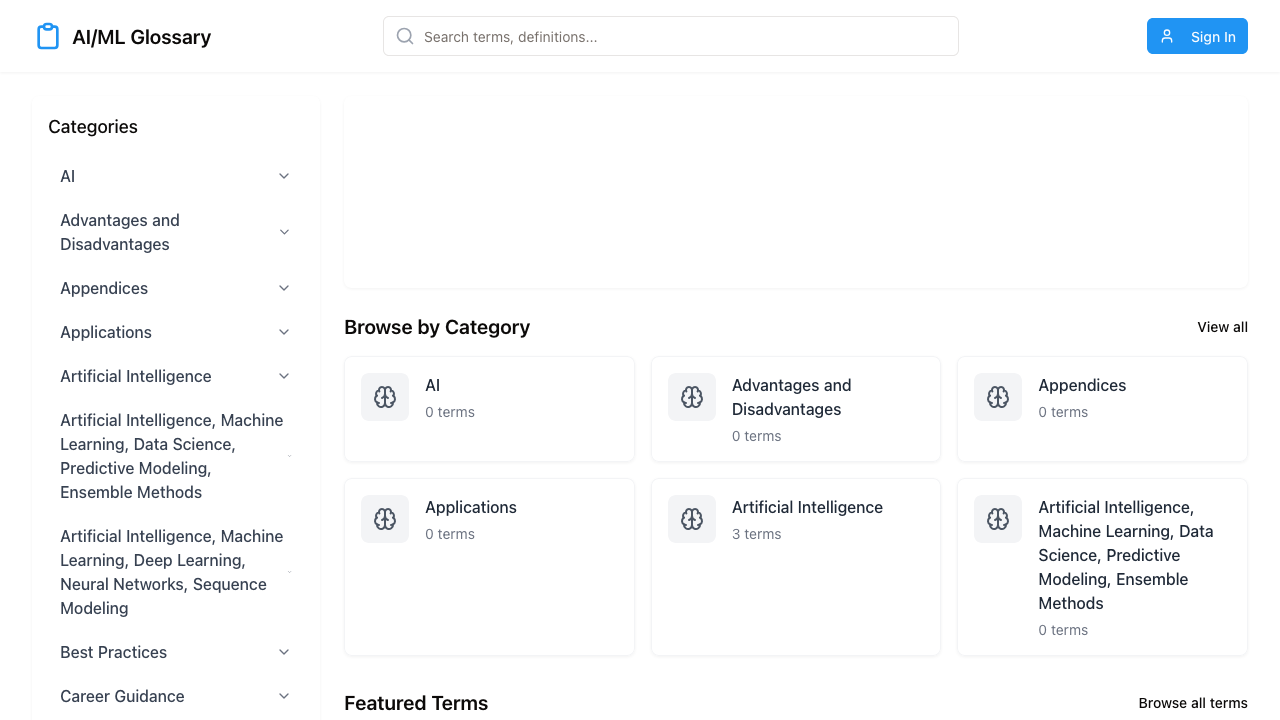 AI/ML Glossary
Search terms, definitions...
Sign In
Categories
AI
Advantages and
Disadvantages
Appendices
Applications
Artificial Intelligence
Artificial Intelligence, Machine
Learning, Data Science,
Predictive Modeling,
Ensemble Methods
Artificial Intelligence, Machine
Learning, Deep Learning,
Neural Networks, Sequence
Modeling
Best Practices
Career Guidance
Browse by Category
View all
AI
0 terms
Advantages and
Disadvantages
0 terms
Appendices
0 terms
Applications
0 terms
Artificial Intelligence
3 terms
Artificial Intelligence,
Machine Learning, Data
Science, Predictive
Modeling, Ensemble
Methods
0 terms
Featured Terms
Browse all terms